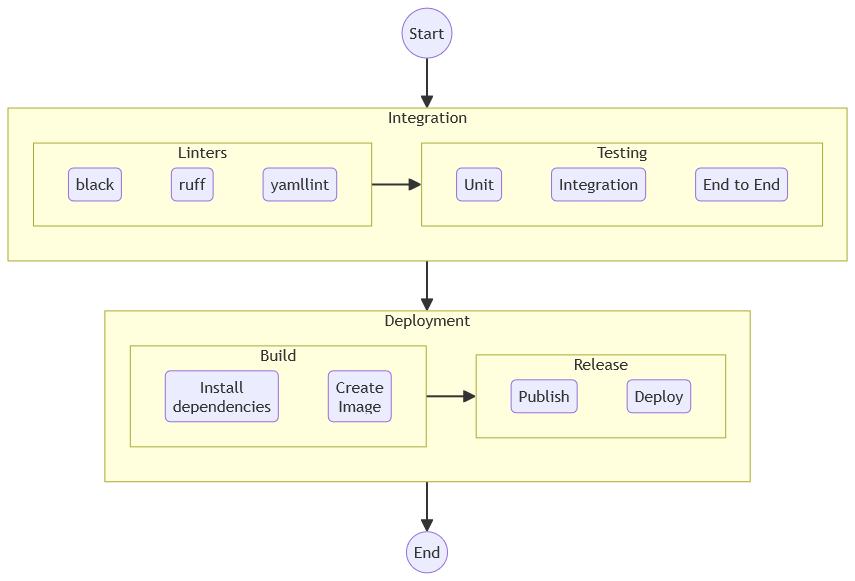 Start
Integration
Linters
black
ruff
yamllint
Testing
Unit
Integration
End to End
Deployment
Build
Install
dependencies
Create
Image
Release
Publish
Deploy
End